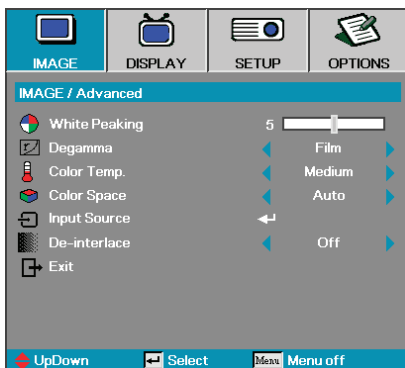 IMAGE DISPLAY SETUP OPTIONS
IMAGE / Advanced
White Peaking 5
Degamma Film
Color Temp. Medium
Color Space Auto
Input Source
De-interlace Off
Exit
UpDown Select Menu Menu off